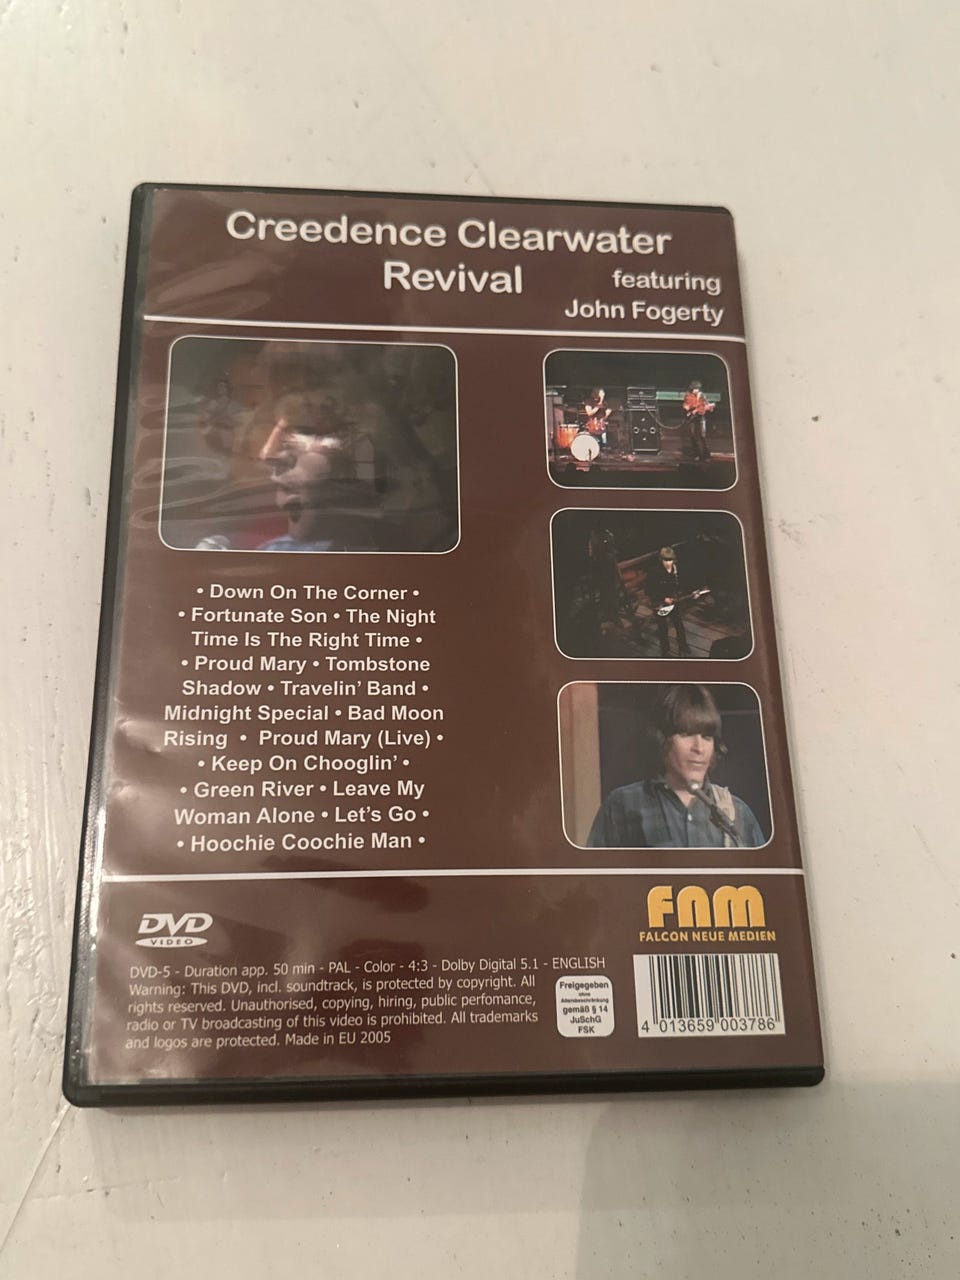 Creedence Clearwater
Revival
featuring
John Fogerty
• Down On The Corner •
• Fortunate Son • The Night
Time Is The Right Time •
• Proud Mary • Tombstone
Shadow • Travelin’ Band •
Midnight Special • Bad Moon
Rising • Proud Mary (Live) •
• Keep On Chooglin’ •
• Green River • Leave My
Woman Alone • Let’s Go •
• Hoochie Coochie Man •
DVD
VIDEO
FNM
FALCON NEUE MEDIEN
DVD-5 - Duration app. 50 min - PAL - Color - 4:3 - Dolby Digital 5.1 - ENGLISH
Warning: This DVD, incl. soundtrack, is protected by copyright. All
rights reserved. Unauthorised, copying, hiring, public perfomance,
radio or TV broadcasting of this video is prohibited. All trademarks
and logos are protected. Made in EU 2005
Freigegeben
ohne
Altersbeschränkung
gemäß § 14
JuSchG
FSK
4 013659 003786